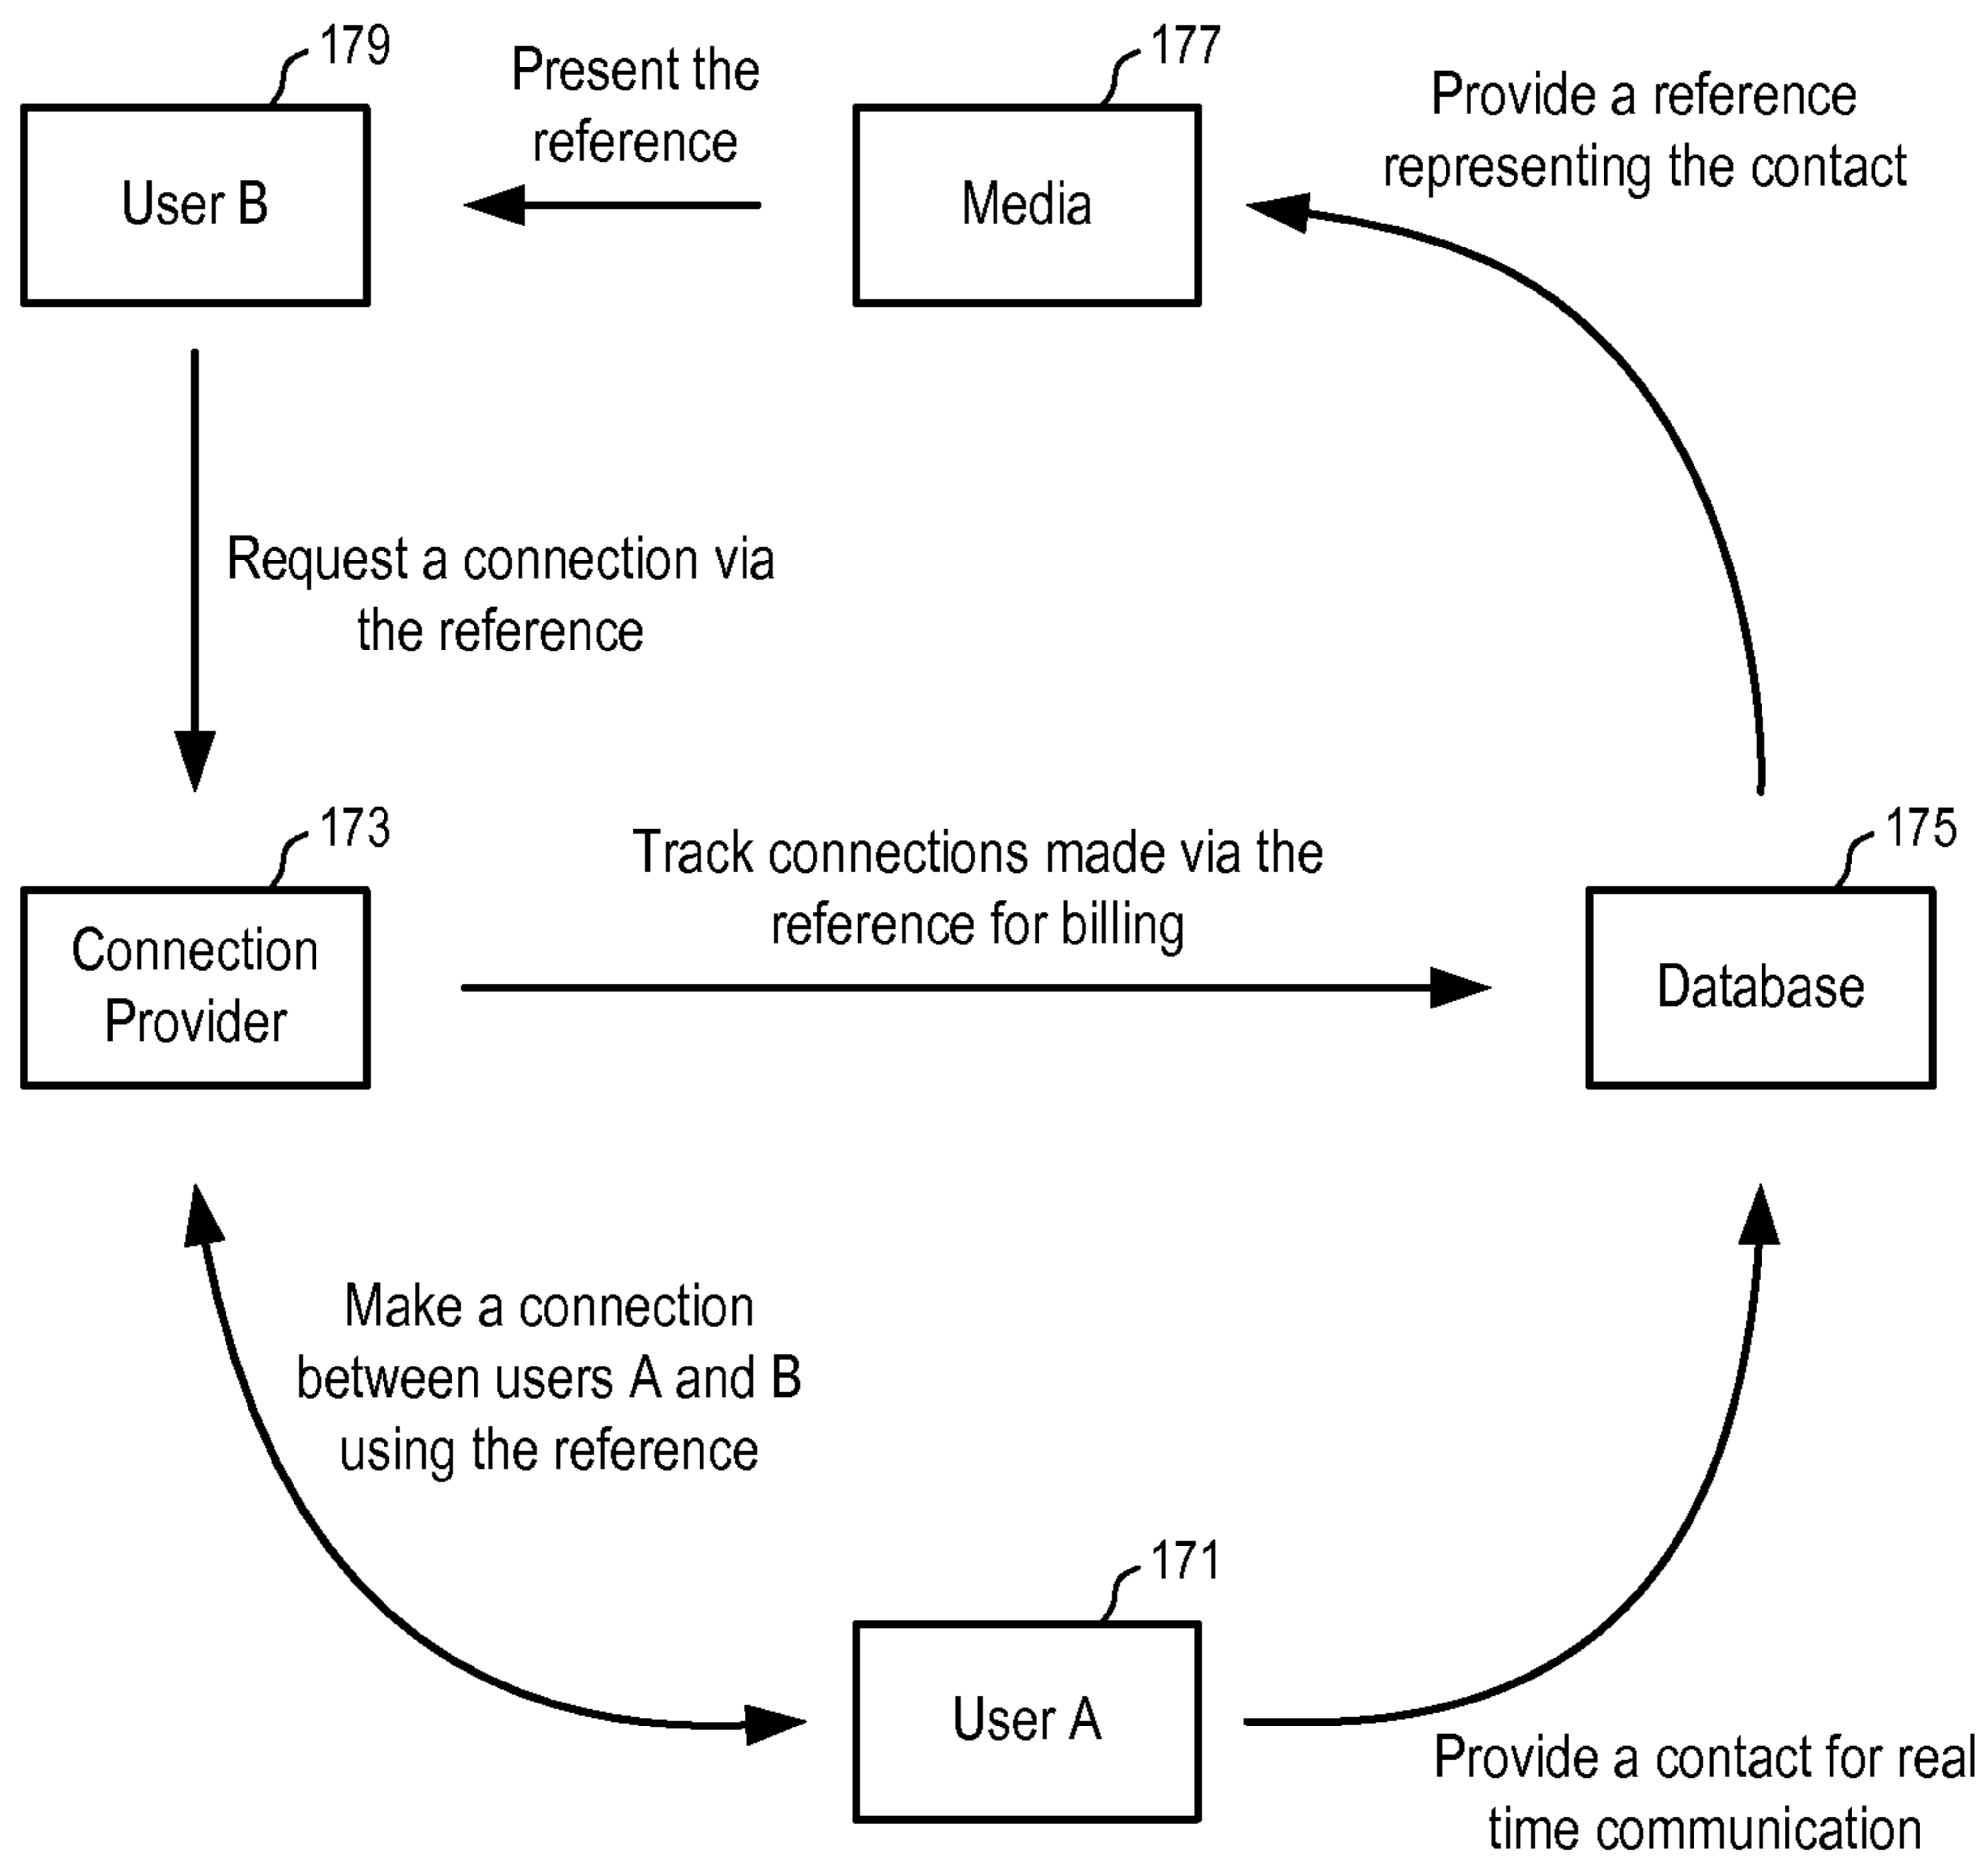 179
Present the
reference
177
Provide a reference
representing the contact
User B
Media
Request a connection via
the reference
173
Track connections made via the
reference for billing
175
Connection
Provider
Database
Make a connection
between users A and B
using the reference
171
User A
Provide a contact for real
time communication